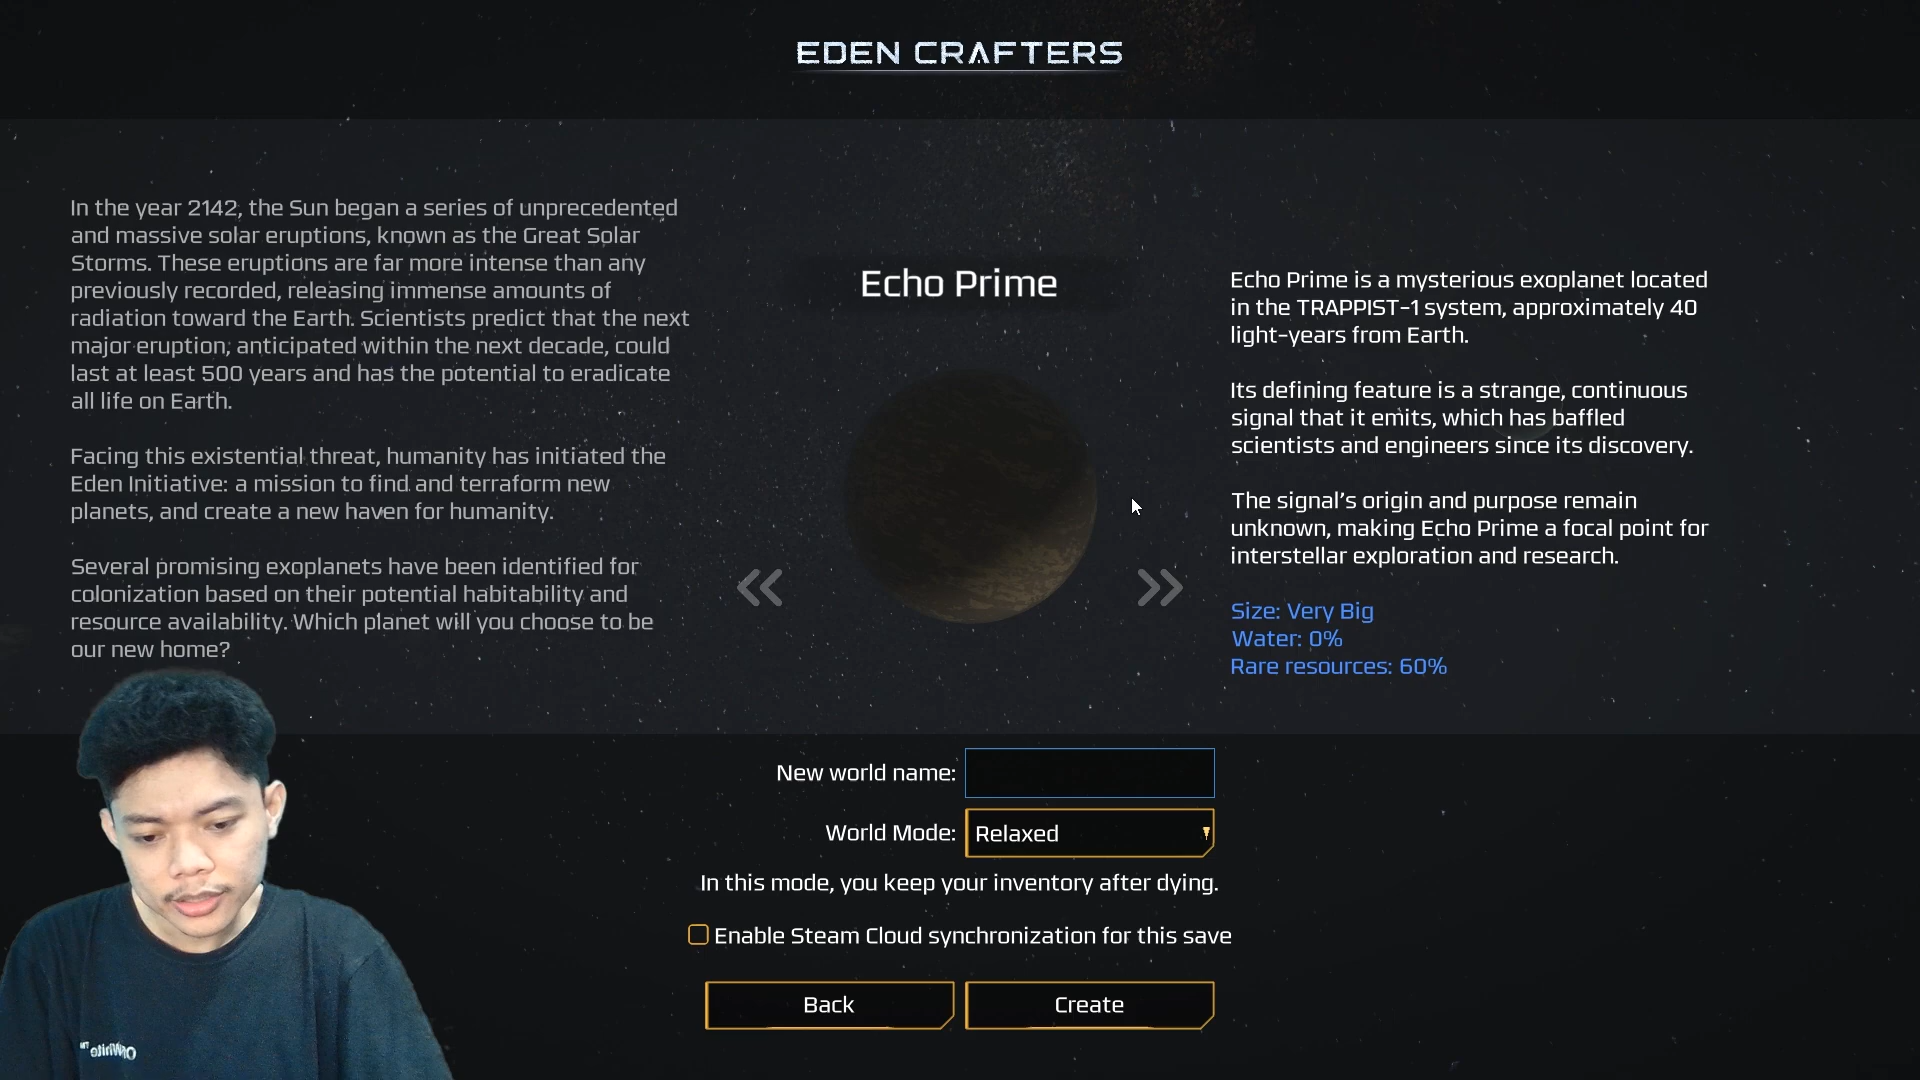 EDEN CRAFTERS
In the year 2142, the Sun began a series of unprecedented
and massive solar eruptions, known as the Great Solar
Storms. These eruptions are far more intense than any
previously recorded, releasing immense amounts of
radiation toward the Earth. Scientists predict that the next
major eruption, anticipated within the next decade, could
last at least 500 years and has the potential to eradicate
all life on Earth.
Facing this existential threat, humanity has initiated the
Eden Initiative: a mission to find and terraform new
planets, and create a new haven for humanity.
Several promising exoplanets have been identified for
colonization based on their potential habitability and
resource availability. Which planet will you choose to be
our new home?
Echo Prime
Echo Prime is a mysterious exoplanet located
in the TRAPPIST-1 system, approximately 40
light-years from Earth.
Its defining feature is a strange, continuous
signal that it emits, which has baffled
scientists and engineers since its discovery.
The signal's origin and purpose remain
unknown, making Echo Prime a focal point for
interstellar exploration and research.
Size: Very Big
Water: 0%
Rare resources: 60%
New world name:
World Mode: Relaxed
In this mode, you keep your inventory after dying.
Enable Steam Cloud synchronization for this save
Back
Create